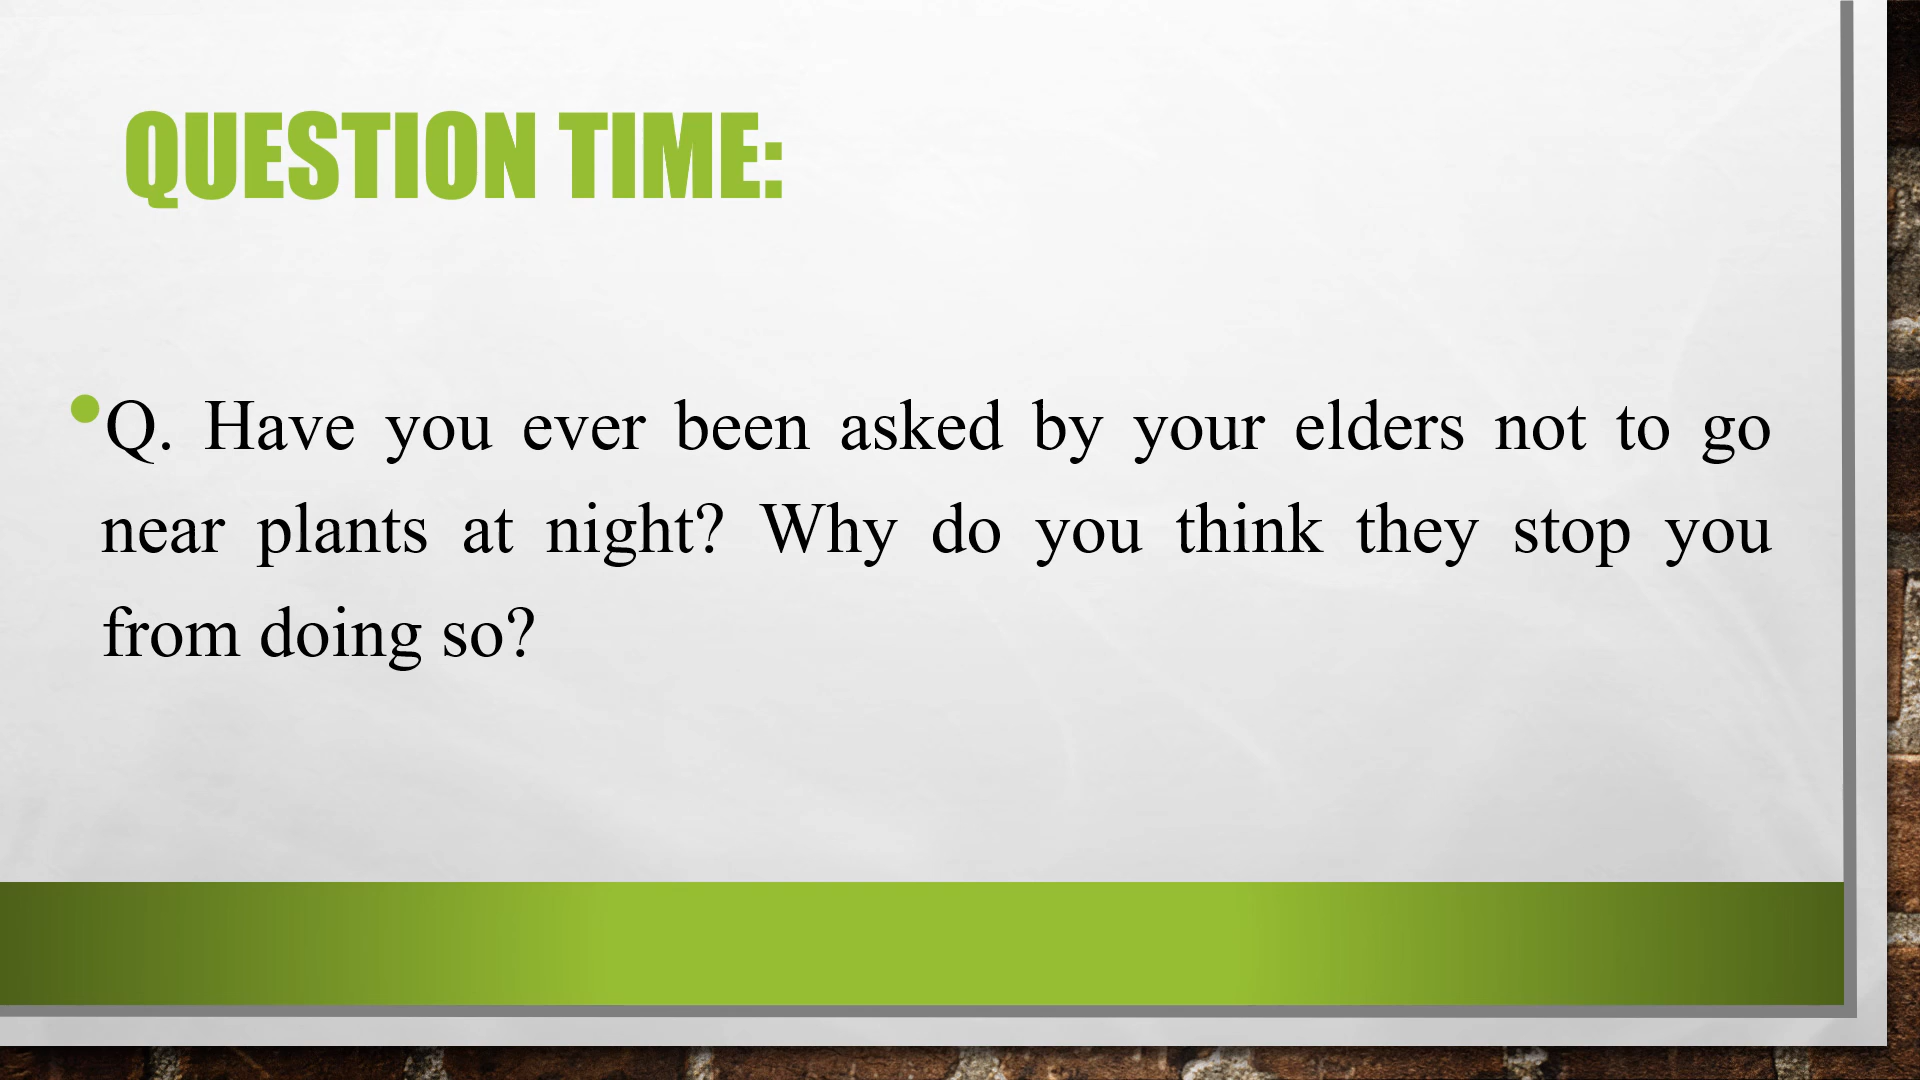 QUESTION TIME:
•Q. Have you ever been asked by your elders not to go
near plants at night? Why do you think they stop you
from doing so?